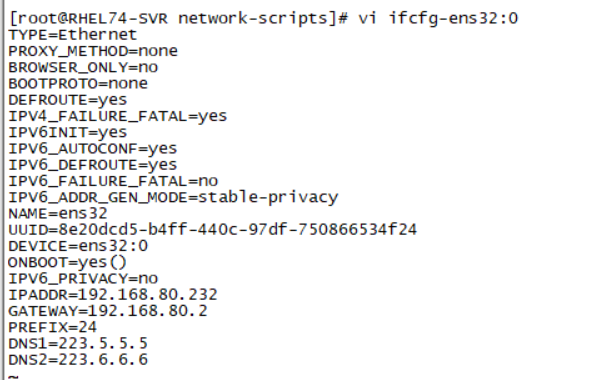 [root@RHEL74-SVR network-scripts]# vi ifcfg-ens32:0
TYPE=Ethernet
PROXY_METHOD=none
BROWSER_ONLY=no
BOOTPROTO=none
DEFROUTE=yes
IPV4_FAILURE_FATAL=yes
IPV6INIT=yes
IPV6_AUTOCONF=yes
IPV6_DEFROUTE=yes
IPV6_FAILURE_FATAL=no
IPV6_ADDR_GEN_MODE=stable-privacy
NAME=ens32
UUID=8e20dcd5-b4ff-440c-97df-750866534f24
DEVICE=ens32:0
ONBOOT=yes()
IPV6_PRIVACY=no
IPADDR=192.168.80.232
GATEWAY=192.168.80.2
PREFIX=24
DNS1=223.5.5.5
DNS2=223.6.6.6
~